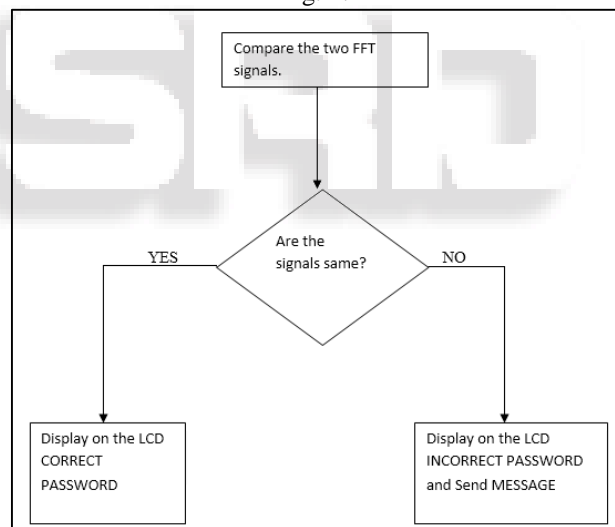 Compare the two FFT
signals.
Are the
signals same?
YES
NO
Display on the LCD
CORRECT
PASSWORD
Display on the LCD
INCORRECT PASSWORD
and Send MESSAGE